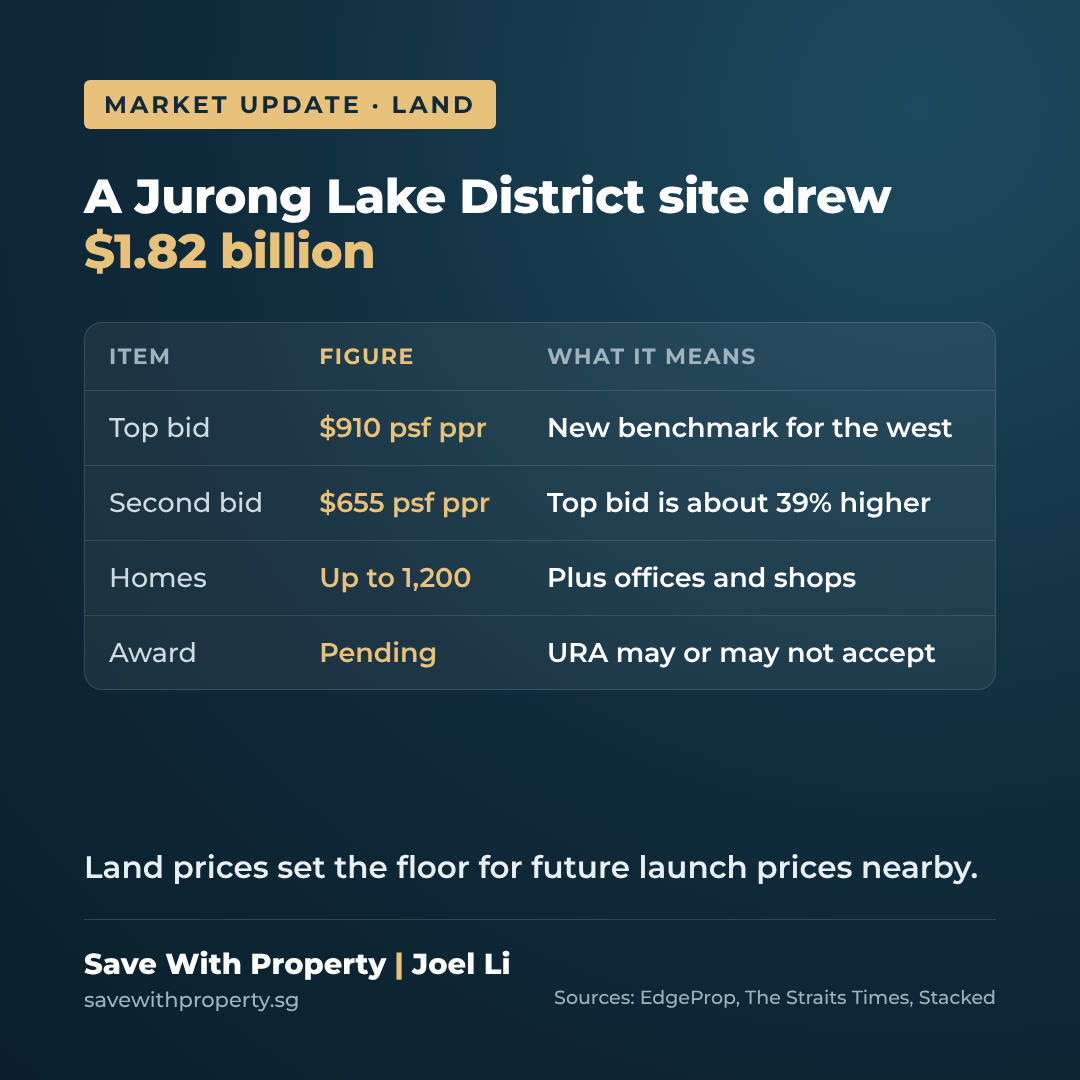 MARKET UPDATE · LAND
A Jurong Lake District site drew
$1.82 billion
ITEM FIGURE WHAT IT MEANS
Top bid $910 psf ppr New benchmark for the west
Second bid $655 psf ppr Top bid is about 39% higher
Homes Up to 1,200 Plus offices and shops
Award Pending URA may or may not accept
Land prices set the floor for future launch prices nearby.
Save With Property | Joel Li
savewithproperty.sg
Sources: EdgeProp, The Straits Times, Stacked